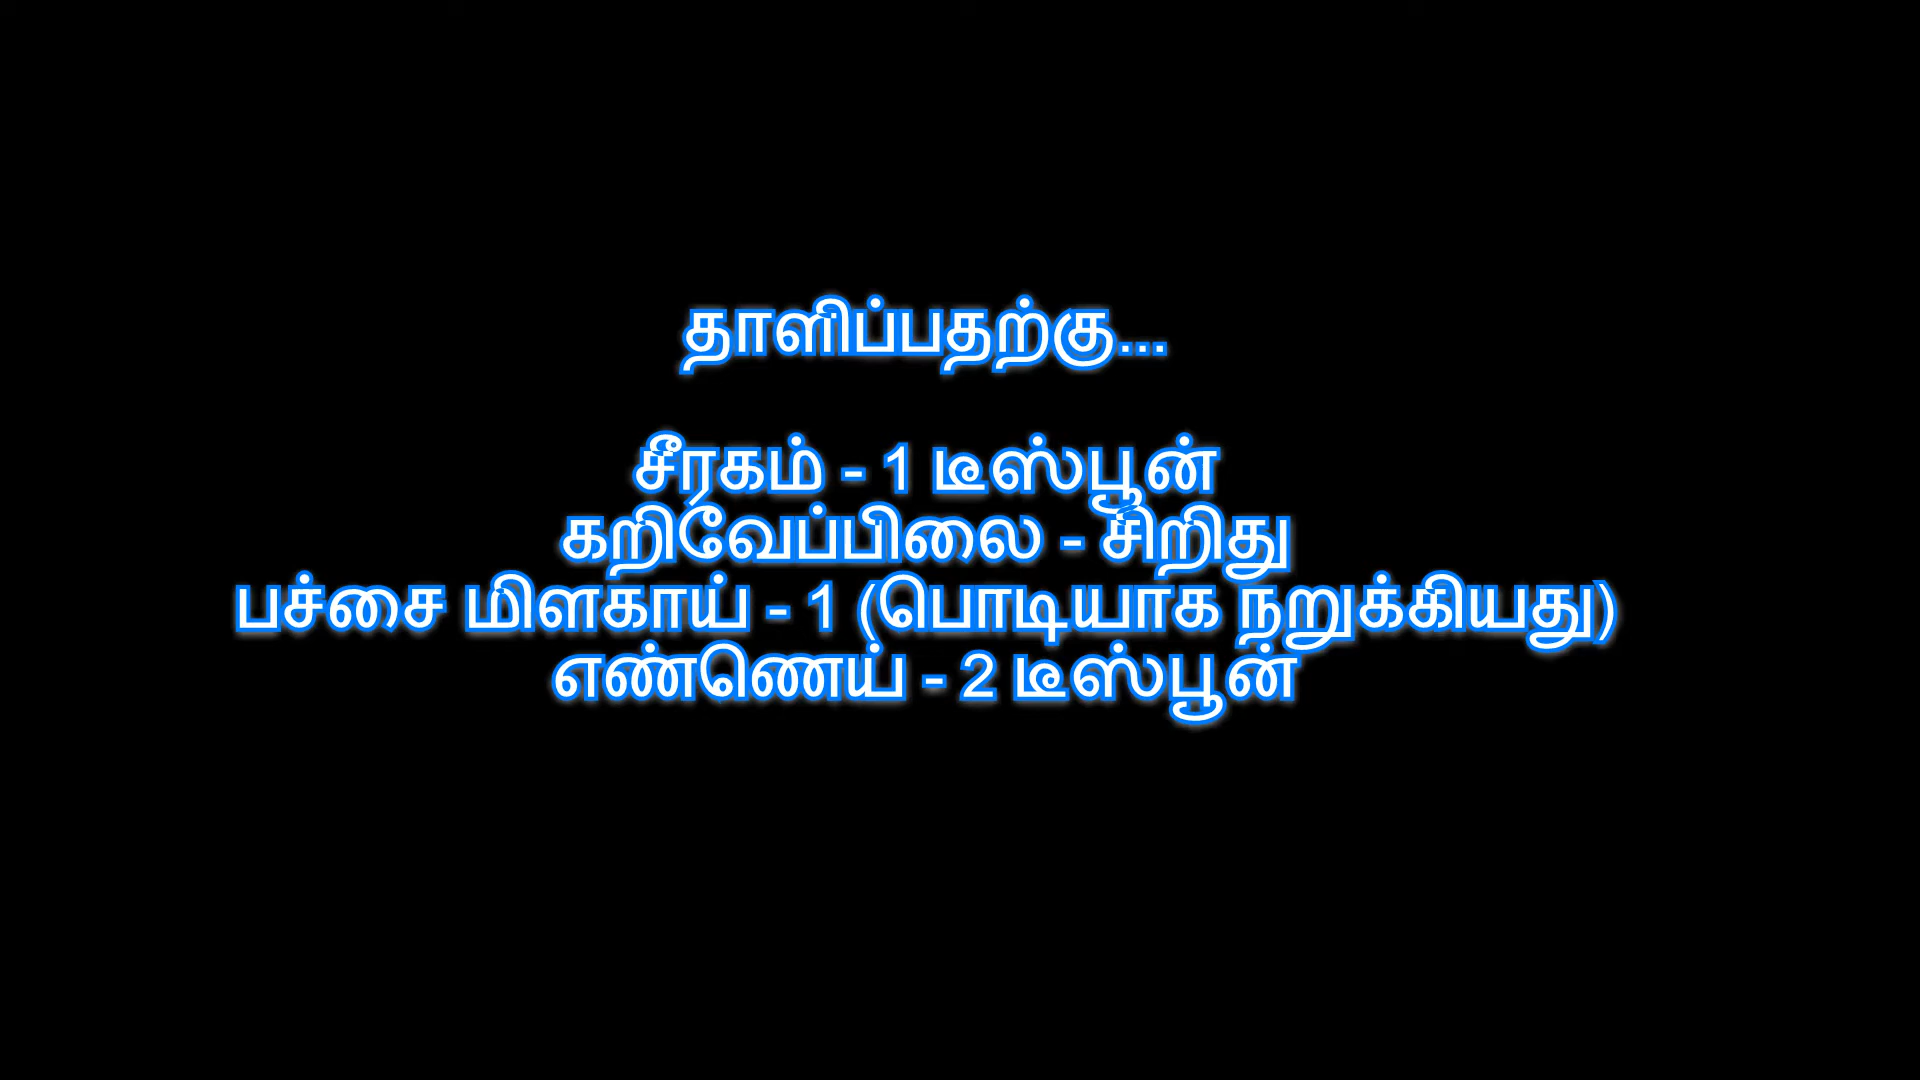 தாளிப்பதற்கு...
சீரகம் - 1 டீஸ்பூன்
கறிவேப்பிலை - சிறிது
பச்சை மிளகாய் - 1 (பொடியாக நறுக்கியது)
எண்ணெய் - 2 டீஸ்பூன்